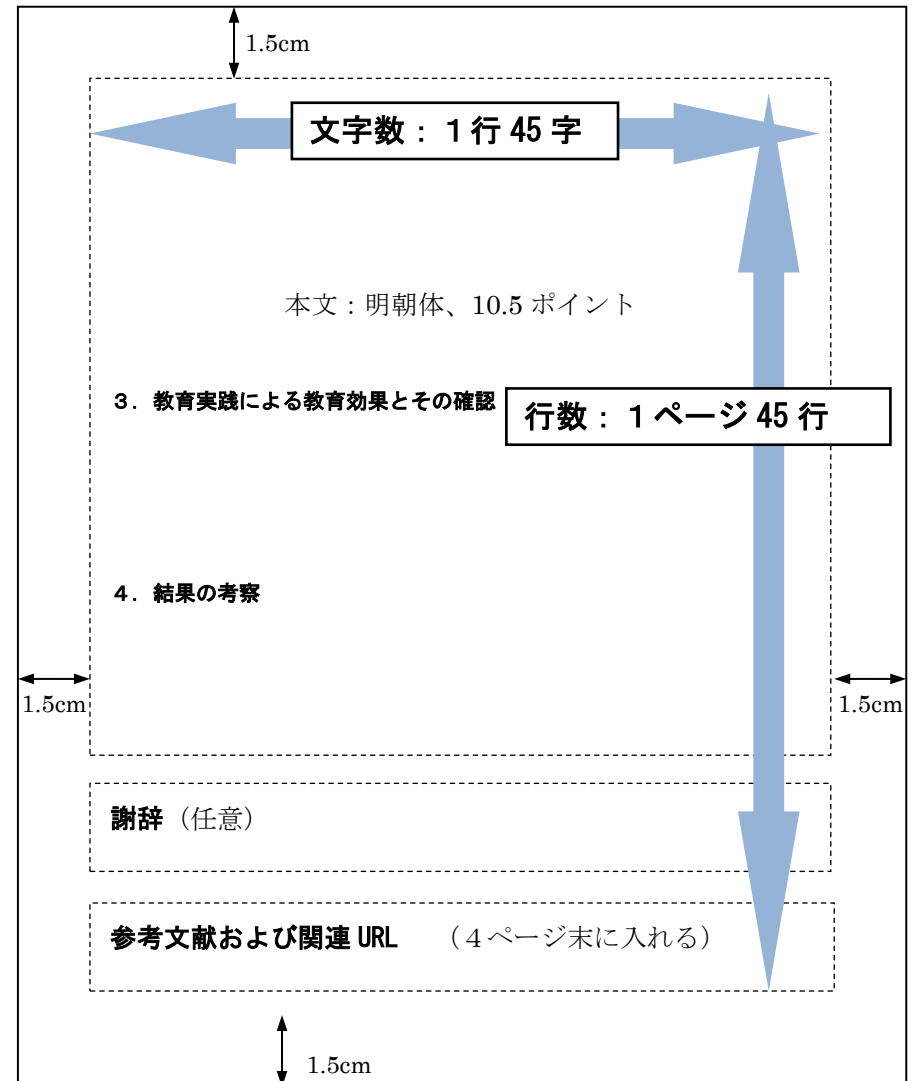 1.5cm
文字数：１行 45 字
本文：明朝体、10.5 ポイント
３．教育実践による教育効果とその確認
行数：１ページ 45 行
４．結果の考察
1.5cm
1.5cm
謝辞（任意）
参考文献および関連 URL　（４ページ末に入れる）
1.5cm